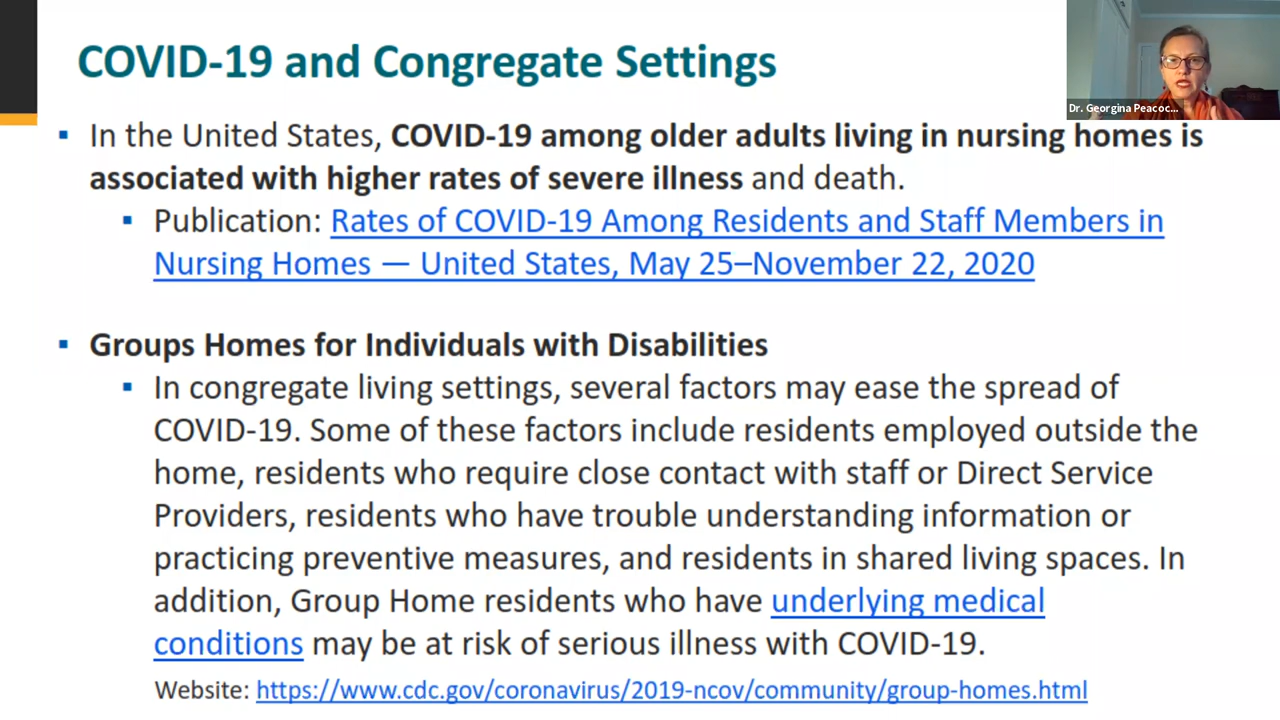 COVID-19 and Congregate Settings
Dr. Georgina Peacoc...
▪ In the United States, COVID-19 among older adults living in nursing homes is
associated with higher rates of severe illness and death.
▪ Publication: Rates of COVID-19 Among Residents and Staff Members in
Nursing Homes — United States, May 25–November 22, 2020
▪ Groups Homes for Individuals with Disabilities
▪ In congregate living settings, several factors may ease the spread of
COVID-19. Some of these factors include residents employed outside the
home, residents who require close contact with staff or Direct Service
Providers, residents who have trouble understanding information or
practicing preventive measures, and residents in shared living spaces. In
addition, Group Home residents who have underlying medical
conditions may be at risk of serious illness with COVID-19.
Website: https://www.cdc.gov/coronavirus/2019-ncov/community/group-homes.html